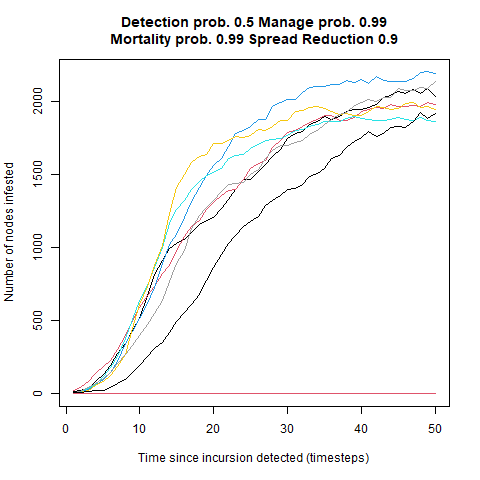 Detection prob. 0.5 Manage prob. 0.99
Mortality prob. 0.99 Spread Reduction 0.9
Number of nodes infested
2000
1500
1000
500
0
0 10 20 30 40 50
Time since incursion detected (timesteps)